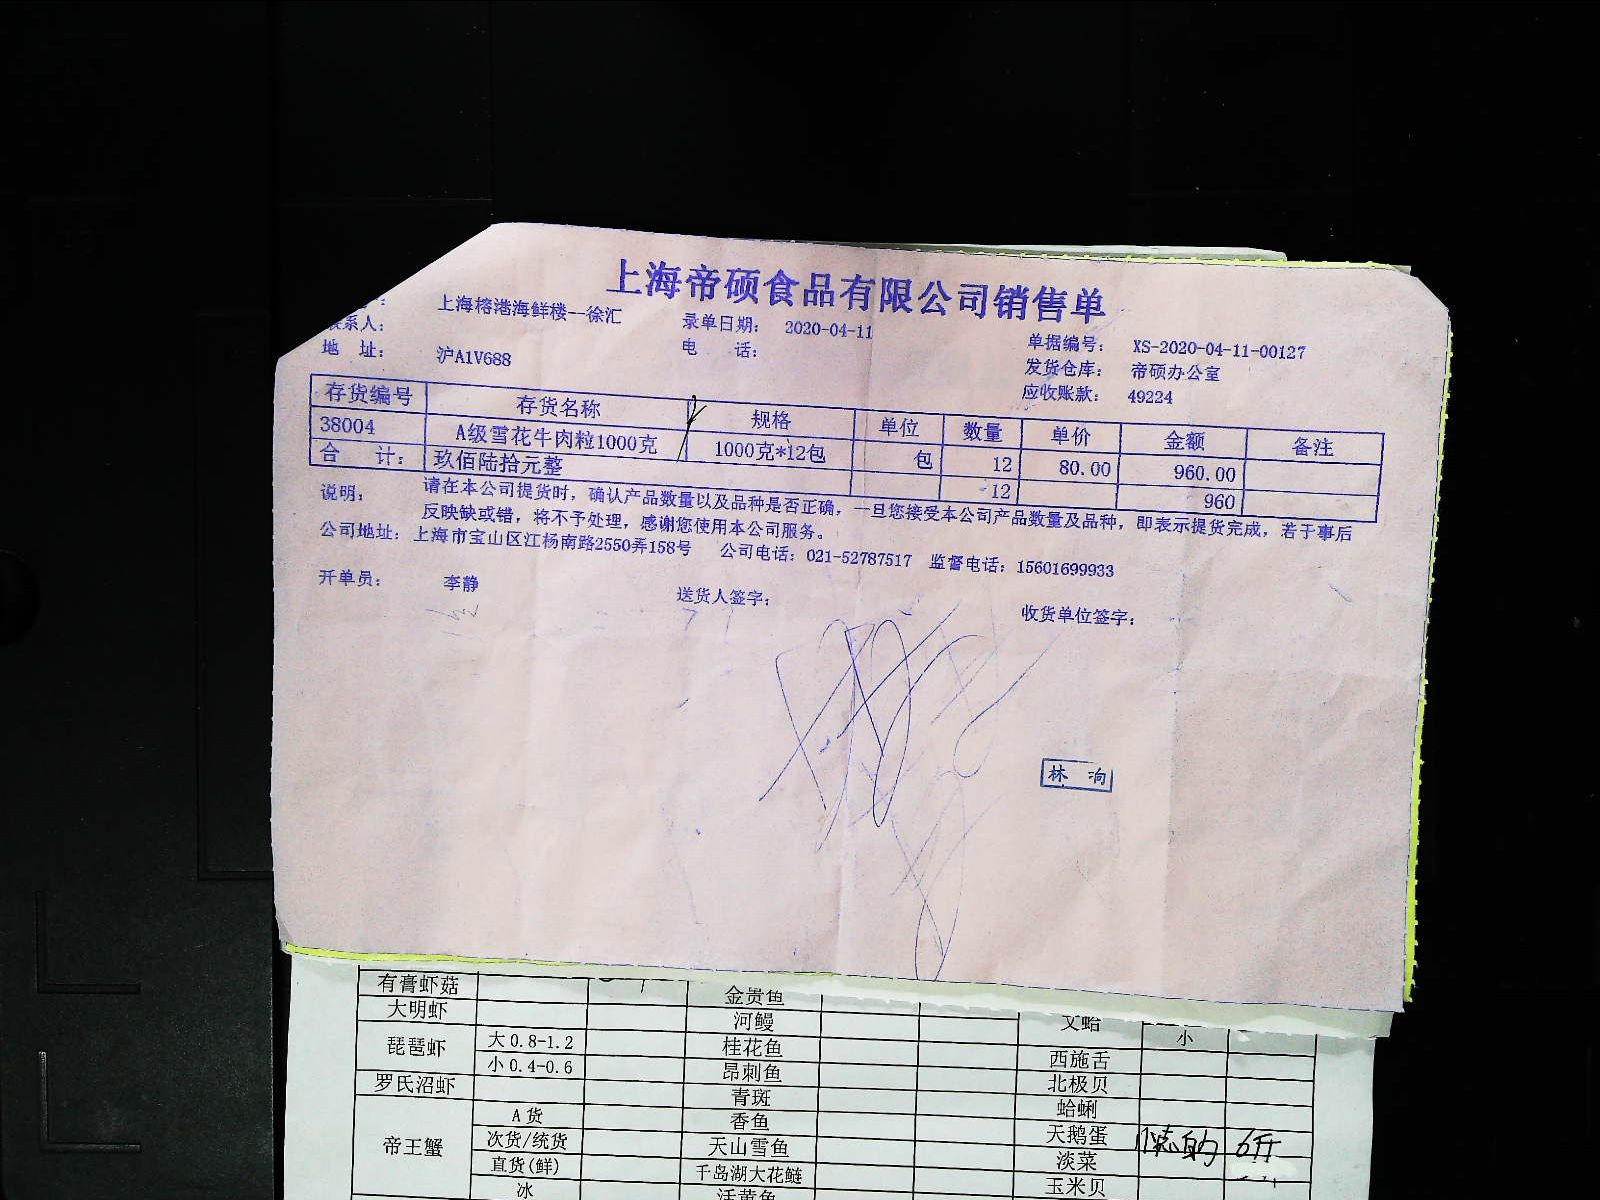 上海帝硕食品有限公司销售单
上海榕港海鲜楼--徐汇 录单日期: 2020-04-11 单据编号: XS-2020-04-11-00127
联系人: 电 话: 发货仓库: 帝硕办公室
地 址: 沪A1V688 应收账款: 49224
存货编号 存货名称 规格 单位 数量 单价 金额 备注
38004 A级雪花牛肉粒1000克 1000克*12包 包 12 80.00 960.00
合 计: 玖佰陆拾元整 12 960
说明: 请在本公司提货时，确认产品数量以及品种是否正确，一旦您接受本公司产品数量及品种，即表示提货完成，若于事后
反映缺或错，将不予处理，感谢您使用本公司服务。
公司地址: 上海市宝山区江杨南路2550弄158号 公司电话: 021-52787517 监督电话: 15601699933
开单员: 李静 送货人签字: 收货单位签字:
林
有膏虾菇 金贵鱼
大明虾 河鳗 文蛤 小
琵琶虾 大0.8-1.2 桂花鱼 西施舌
小0.4-0.6 昂刺鱼 北极贝
罗氏沼虾 青斑 蛤蜊
帝王蟹 A货 香鱼 天鹅蛋
次货/统货 天山雪鱼 淡菜 6斤
直货(鲜) 千岛湖大花鲢 玉米贝
冰 活黄鱼